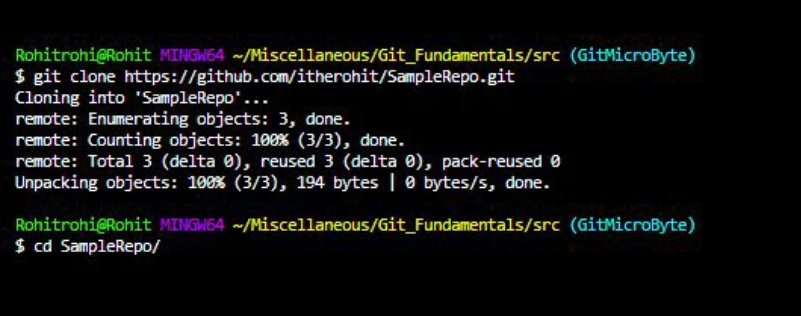 Rohitrohi@Rohit MINGW64 ~/Miscellaneous/Git_Fundamentals/src (GitMicroByte)
$ git clone https://github.com/itherohit/SampleRepo.git
Cloning into 'SampleRepo'...
remote: Enumerating objects: 3, done.
remote: Counting objects: 100% (3/3), done.
remote: Total 3 (delta 0), reused 3 (delta 0), pack-reused 0
Unpacking objects: 100% (3/3), 194 bytes | 0 bytes/s, done.
Rohitrohi@Rohit MINGW64 ~/Miscellaneous/Git_Fundamentals/src (GitMicroByte)
$ cd SampleRepo/